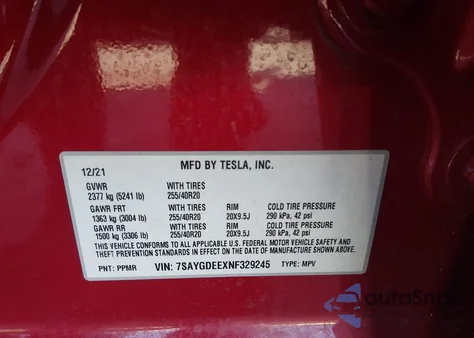 MFD BY TESLA, INC.
12/21
GVWR WITH TIRES
2377 kg (5241 lb) 255/40R20
GAWR FRT WITH TIRES RIM COLD TIRE PRESSURE
1363 kg (3004 lb) 255/40R20 20X9.5J 290 kPa, 42 psi
GAWR RR WITH TIRES RIM COLD TIRE PRESSURE
1500 kg (3306 lb) 255/40R20 20X9.5J 290 kPa, 42 psi
THIS VEHICLE CONFORMS TO ALL APPLICABLE U.S. FEDERAL MOTOR VEHICLE SAFETY AND
THEFT PREVENTION STANDARDS IN EFFECT ON THE DATE OF MANUFACTURE SHOWN ABOVE.
PNT: PPMR VIN: 7SAYGDEEXNF329245 TYPE: MPV
autoSnap